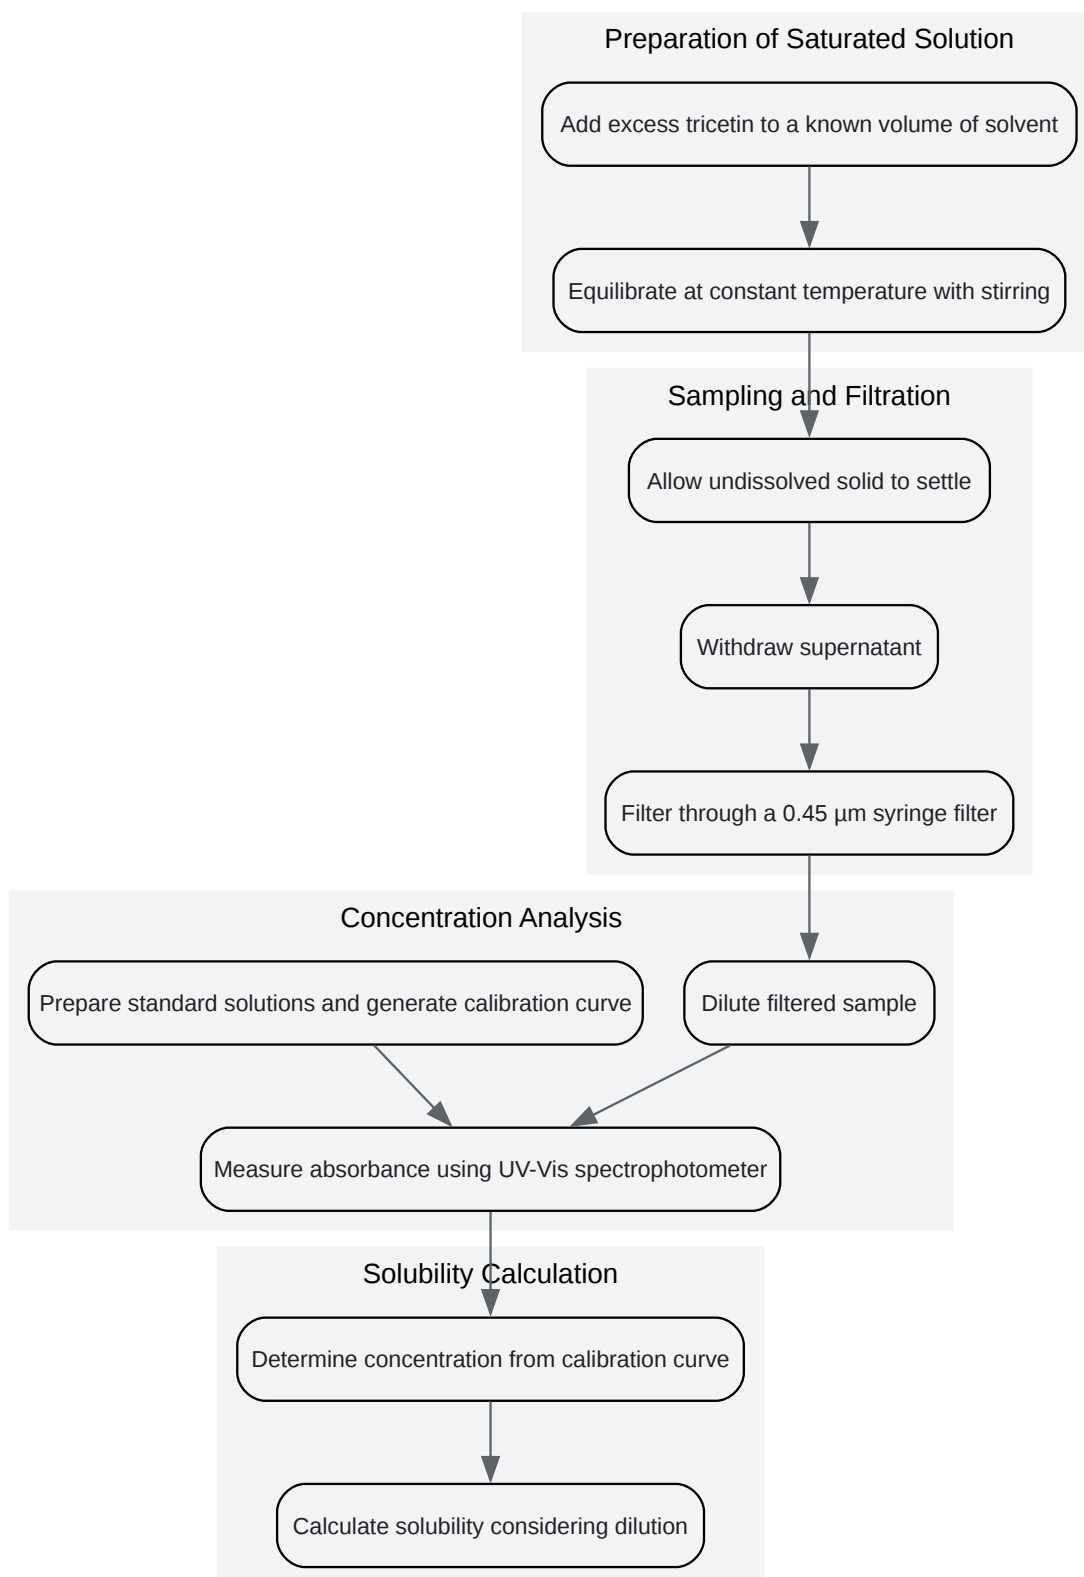 Preparation of Saturated Solution
Add excess tricetin to a known volume of solvent
Equilibrate at constant temperature with stirring
Sampling and Filtration
Allow undissolved solid to settle
Withdraw supernatant
Filter through a 0.45 µm syringe filter
Concentration Analysis
Prepare standard solutions and generate calibration curve
Dilute filtered sample
Measure absorbance using UV-Vis spectrophotometer
Solubility Calculation
Determine concentration from calibration curve
Calculate solubility considering dilution